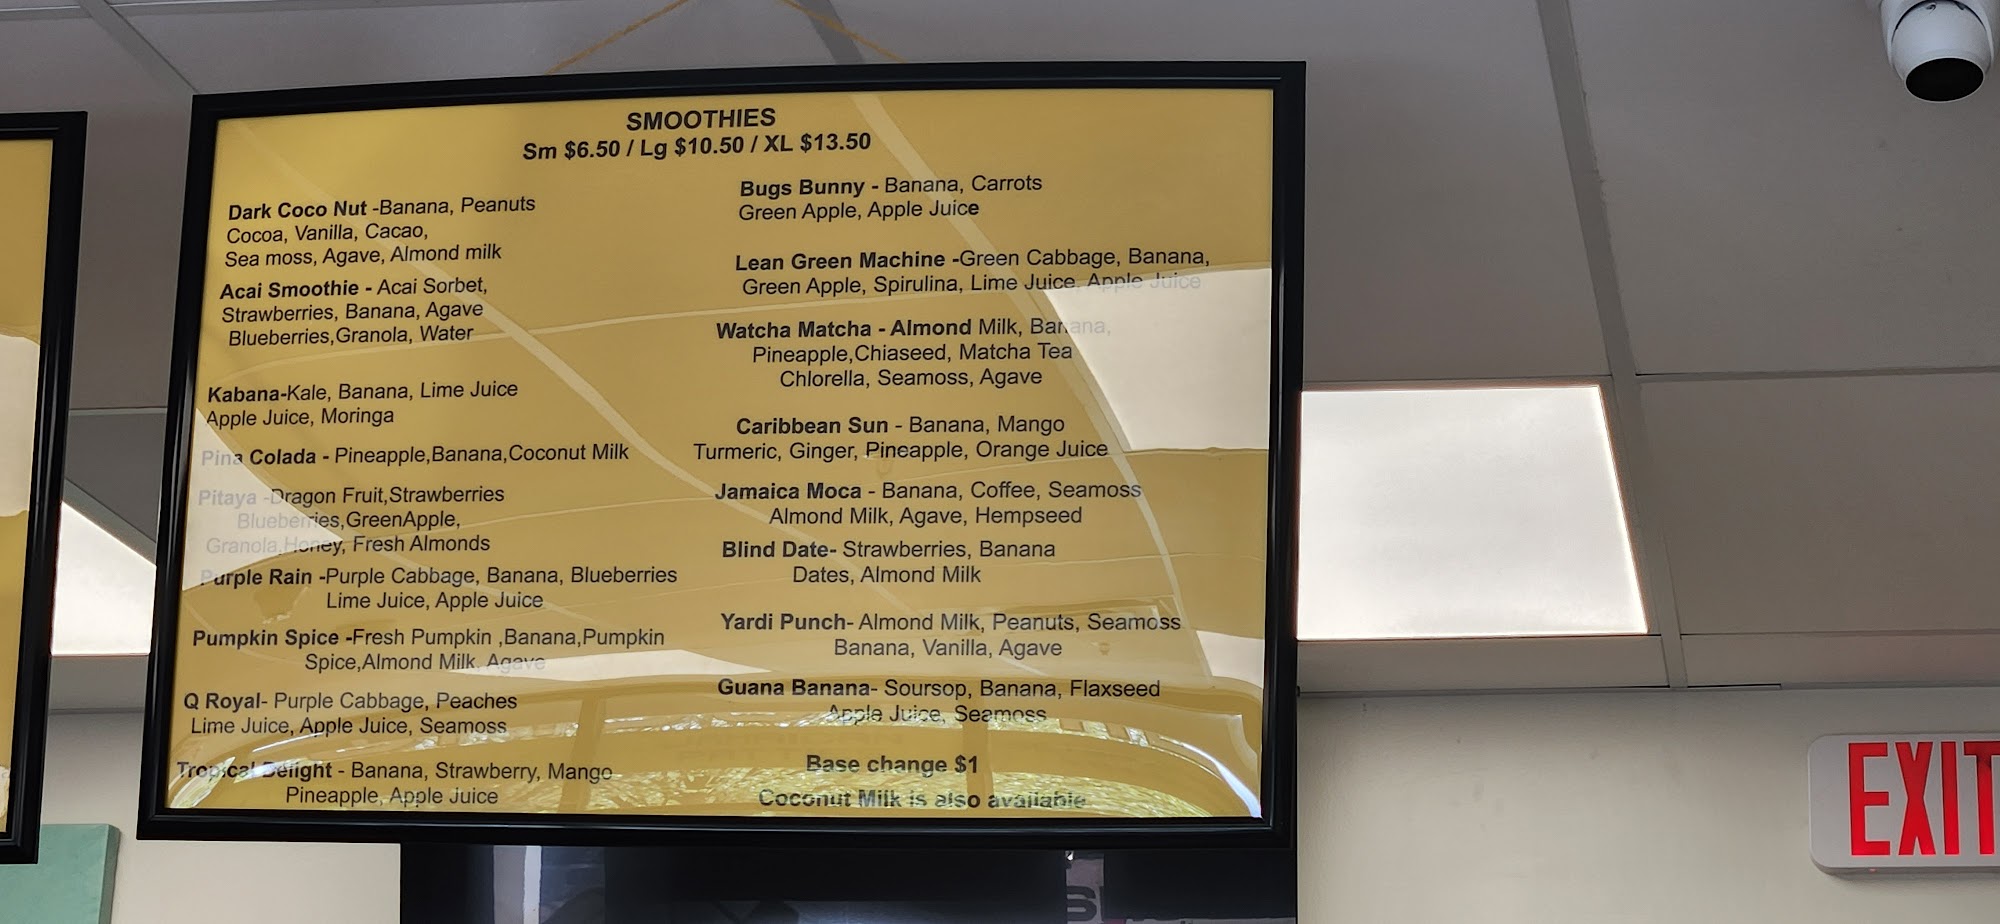 SMOOTHIES
Sm $6.50 / Lg $10.50 / XL $13.50
Dark Coco Nut -Banana, Peanuts
Cocoa, Vanilla, Cacao,
Sea moss, Agave, Almond milk
Acai Smoothie - Acai Sorbet,
Strawberries, Banana, Agave
Blueberries,Granola, Water
Kabana-Kale, Banana, Lime Juice
Apple Juice, Moringa
Pina Colada - Pineapple,Banana,Coconut Milk
Pitaya -Dragon Fruit,Strawberries
Blueberries,GreenApple,
Granola,Honey, Fresh Almonds
Purple Rain -Purple Cabbage, Banana, Blueberries
Lime Juice, Apple Juice
Pumpkin Spice -Fresh Pumpkin ,Banana,Pumpkin
Spice,Almond Milk, Agave
Q Royal- Purple Cabbage, Peaches
Lime Juice, Apple Juice, Seamoss
Tropical Delight - Banana, Strawberry, Mango
Pineapple, Apple Juice
Bugs Bunny - Banana, Carrots
Green Apple, Apple Juice
Lean Green Machine -Green Cabbage, Banana,
Green Apple, Spirulina, Lime Juice, Apple Juice
Watcha Matcha - Almond Milk, Banana,
Pineapple,Chiaseed, Matcha Tea
Chlorella, Seamoss, Agave
Caribbean Sun - Banana, Mango
Turmeric, Ginger, Pineapple, Orange Juice
Jamaica Moca - Banana, Coffee, Seamoss
Almond Milk, Agave, Hempseed
Blind Date- Strawberries, Banana
Dates, Almond Milk
Yardi Punch- Almond Milk, Peanuts, Seamoss
Banana, Vanilla, Agave
Guana Banana- Soursop, Banana, Flaxseed
Apple Juice, Seamoss
Base change $1
Coconut Milk is also available
EXIT